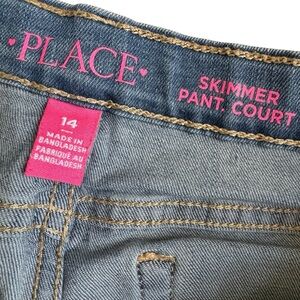 ♥PLACE♥
SKIMMER
PANT. COURT
14
MADE IN
BANGLADESH
FABRIQUÉ AU
BANGLADESH